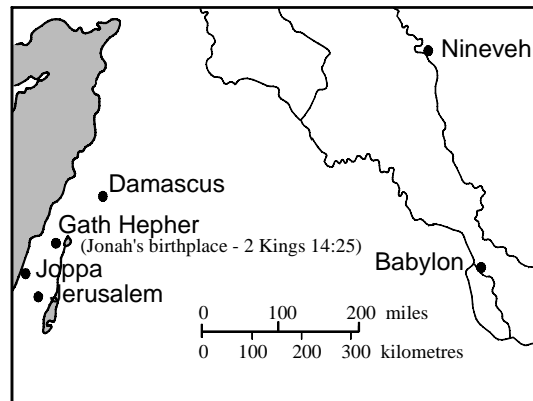 Nineveh
Damascus
Gath Hepher
(Jonah's birthplace - 2 Kings 14:25)
Joppa
Babylon
Jerusalem
0 100 200 miles
0 100 200 300 kilometres